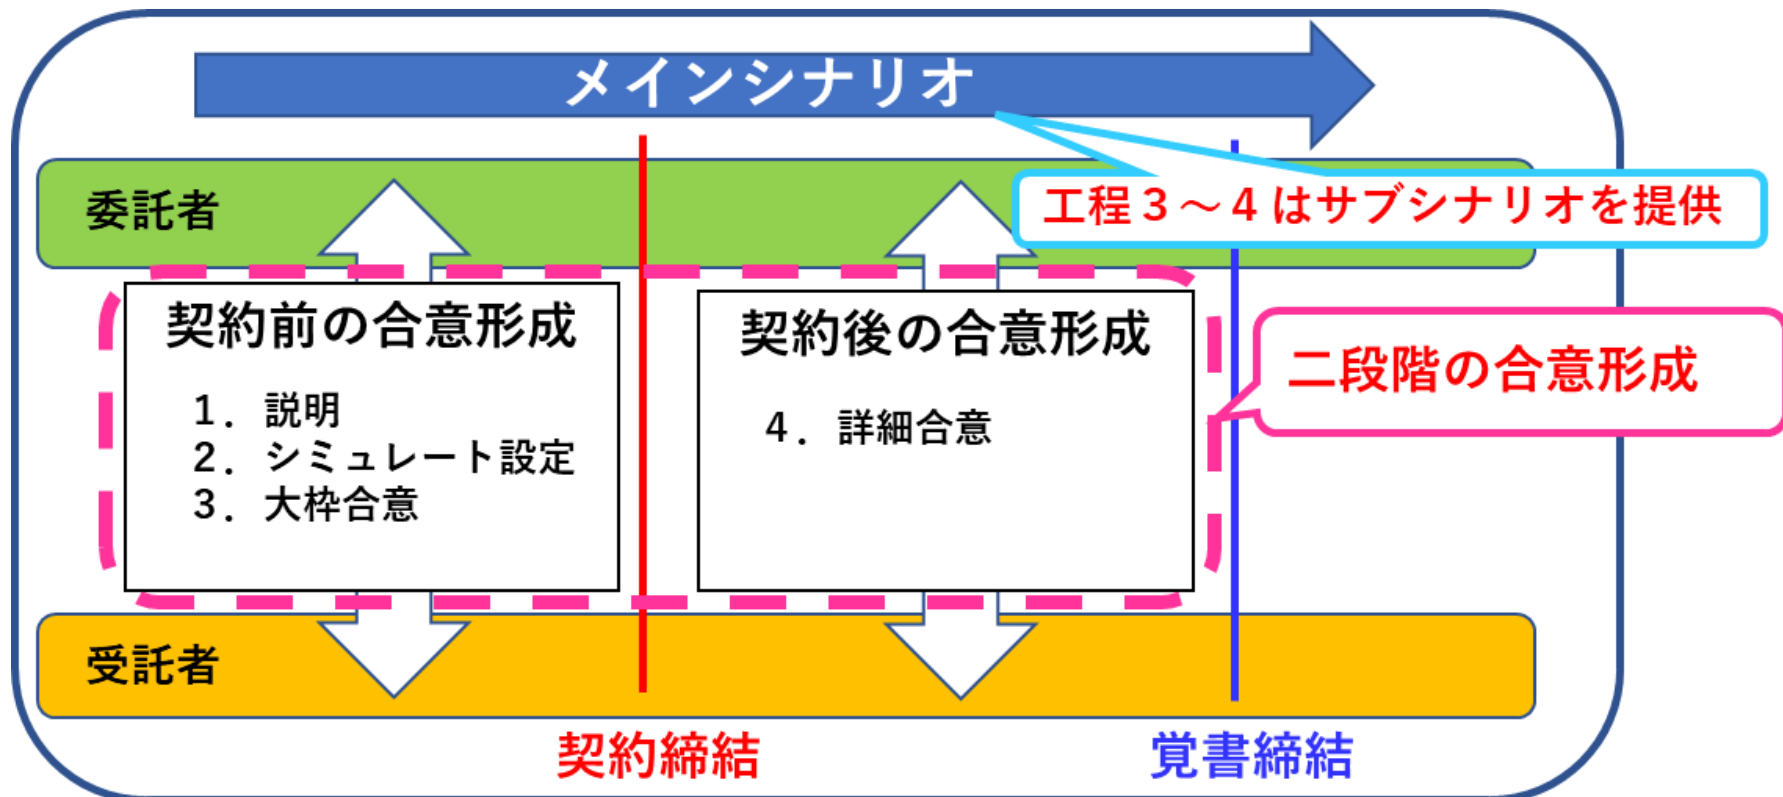 メインシナリオ
委託者
工程３～４はサブシナリオを提供
契約前の合意形成
１．説明
２．シミュレート設定
３．大枠合意
契約後の合意形成
４．詳細合意
二段階の合意形成
受託者
契約締結
覚書締結